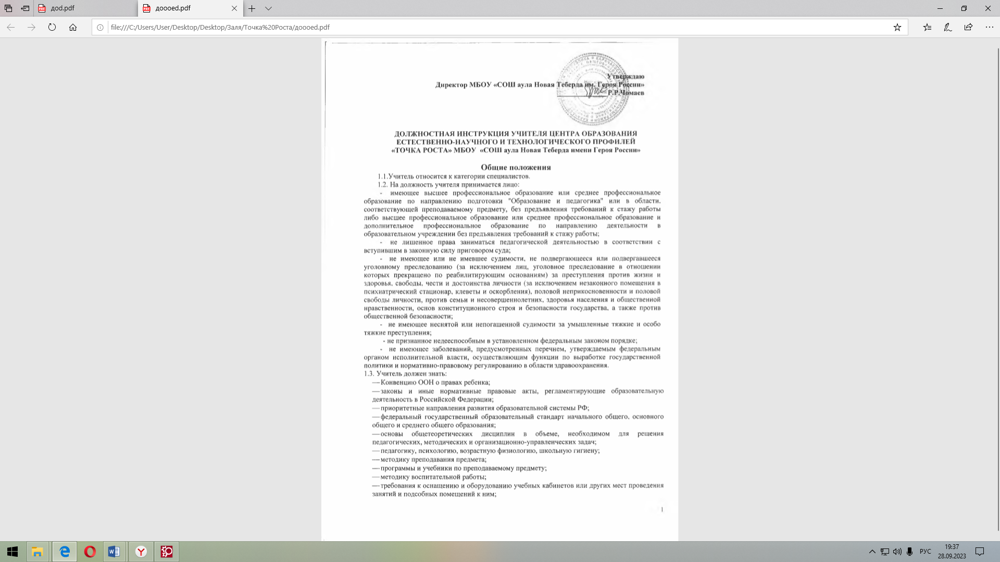 дод.pdf
доооed.pdf
file:///C:/Users/User/Desktop/Desktop/Заля/Точка%20Роста/доооed.pdf
Утверждаю
Директор МБОУ «СОШ аула Новая Теберда им. Героя России»
Р.Р.Чомаев
ДОЛЖНОСТНАЯ ИНСТРУКЦИЯ УЧИТЕЛЯ ЦЕНТРА ОБРАЗОВАНИЯ
ЕСТЕСТВЕННО-НАУЧНОГО И ТЕХНОЛОГИЧЕСКОГО ПРОФИЛЕЙ
«ТОЧКА РОСТА» МБОУ «СОШ аула Новая Теберда имени Героя России»
Общие положения
1.1.Учитель относится к категории специалистов.
1.2. На должность учителя принимается лицо:
- имеющее высшее профессиональное образование или среднее профессиональное
образование по направлению подготовки "Образование и педагогика" или в области,
соответствующей преподаваемому предмету, без предъявления требований к стажу работы
либо высшее профессиональное образование или среднее профессиональное образование и
дополнительное профессиональное образование по направлению деятельности в
образовательном учреждении без предъявления требований к стажу работы;
- не лишенное права заниматься педагогической деятельностью в соответствии с
вступившим в законную силу приговором суда;
- не имеющее или не имевшее судимости, не подвергающееся или подвергавшееся
уголовному преследованию (за исключением лиц, уголовное преследование в отношении
которых прекращено по реабилитирующим основаниям) за преступления против жизни и
здоровья, свободы, чести и достоинства личности (за исключением незаконного помещения в
психиатрический стационар, клеветы и оскорбления), половой неприкосновенности и половой
свободы личности, против семьи и несовершеннолетних, здоровья населения и общественной
нравственности, основ конституционного строя и безопасности государства, а также против
общественной безопасности;
- не имеющее неснятой или непогашенной судимости за умышленные тяжкие и особо
тяжкие преступления;
- не признанное недееспособным в установленном федеральным законом порядке;
- не имеющее заболеваний, предусмотренных перечнем, утверждаемым федеральным
органом исполнительной власти, осуществляющим функции по выработке государственной
политики и нормативно-правовому регулированию в области здравоохранения.
1.3. Учитель должен знать:
—Конвенцию ООН о правах ребенка;
—законы и иные нормативные правовые акты, регламентирующие образовательную
деятельность в Российской Федерации;
—приоритетные направления развития образовательной системы РФ;
—федеральный государственный образовательный стандарт начального общего, основного
общего и среднего общего образования;
—основы общетеоретических дисциплин в объеме, необходимом для решения
педагогических, методических и организационно-управленческих задач;
—педагогику, психологию, возрастную физиологию, школьную гигиену;
—методику преподавания предмета;
—программы и учебники по преподаваемому предмету;
—методику воспитательной работы;
—требования к оснащению и оборудованию учебных кабинетов или других мест проведения
занятий и подсобных помещений к ним;
1
РУС
19:37
28.09.2023